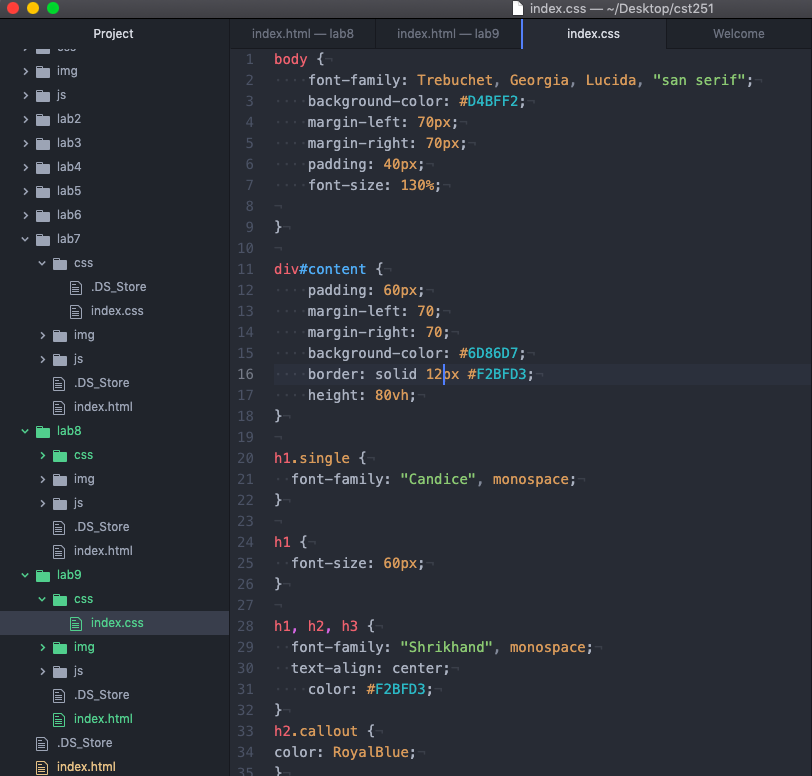 index.css — ~/Desktop/cst251
Project
index.html — lab8
index.html — lab9
index.css
Welcome
css
img
js
lab2
lab3
lab4
lab5
lab6
lab7
css
.DS_Store
index.css
img
js
.DS_Store
index.html
lab8
css
img
js
.DS_Store
index.html
lab9
css
index.css
img
js
.DS_Store
index.html
.DS_Store
index.html
1 body {
2 font-family: Trebuchet, Georgia, Lucida, "san serif";
3 background-color: #D4BFF2;
4 margin-left: 70px;
5 margin-right: 70px;
6 padding: 40px;
7 font-size: 130%;
8
9 }
10
11 div#content {
12 padding: 60px;
13 margin-left: 70;
14 margin-right: 70;
15 background-color: #6D86D7;
16 border: solid 12px #F2BFD3;
17 height: 80vh;
18 }
19
20 h1.single {
21 font-family: "Candice", monospace;
22 }
23
24 h1 {
25 font-size: 60px;
26 }
27
28 h1, h2, h3 {
29 font-family: "Shrikhand", monospace;
30 text-align: center;
31 color: #F2BFD3;
32 }
33 h2.callout {
34 color: RoyalBlue;
35 }